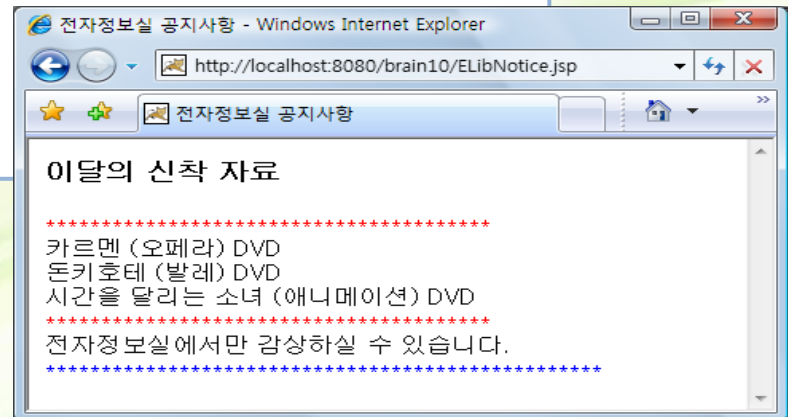 전자정보실 공지사항 - Windows Internet Explorer
http://localhost:8080/brain10/ELibNotice.jsp
전자정보실 공지사항
이달의 신착 자료
****************************************
카르멘 (오페라) DVD
돈키호테 (발레) DVD
시간을 달리는 소녀 (애니메이션) DVD
****************************************
전자정보실에서만 감상하실 수 있습니다.
**************************************************